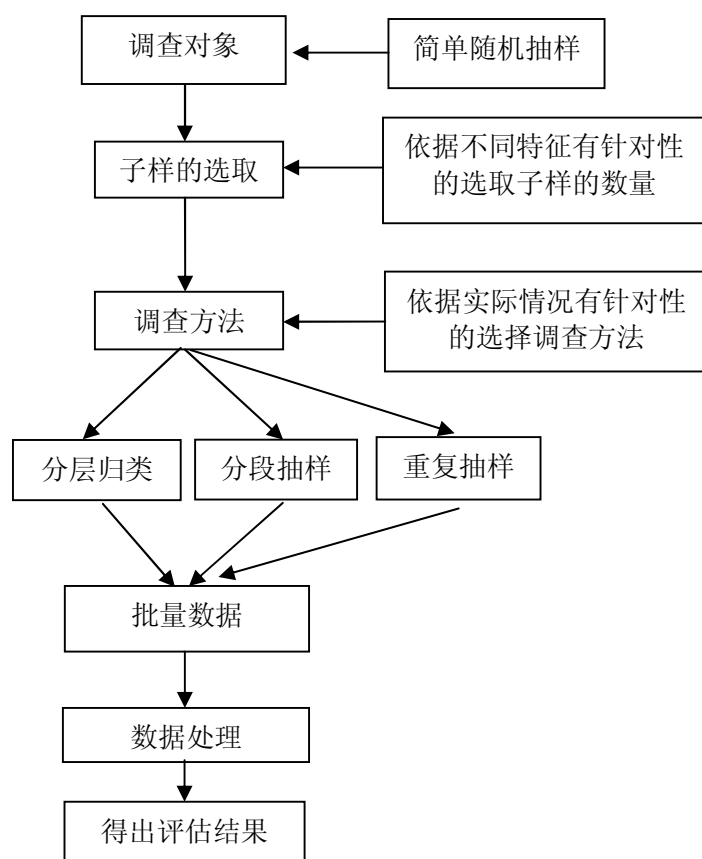 调查对象
简单随机抽样
子样的选取
依据不同特征有针对性
的选取子样的数量
调查方法
依据实际情况有针对性
的选择调查方法
分层归类
分段抽样
重复抽样
批量数据
数据处理
得出评估结果